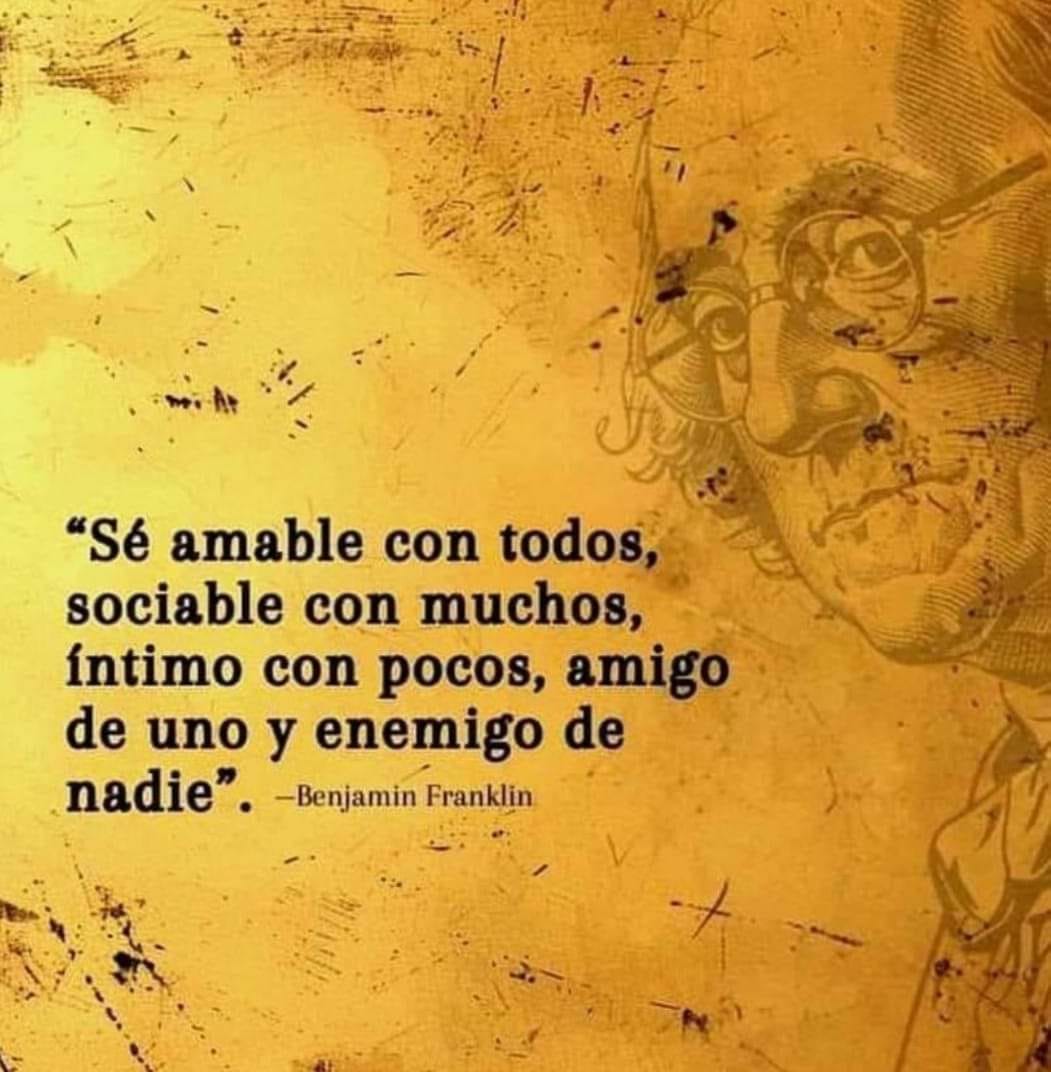 “Sé amable con todos,
sociable con muchos,
íntimo con pocos, amigo
de uno y enemigo de
nadie”. –Benjamin Franklin